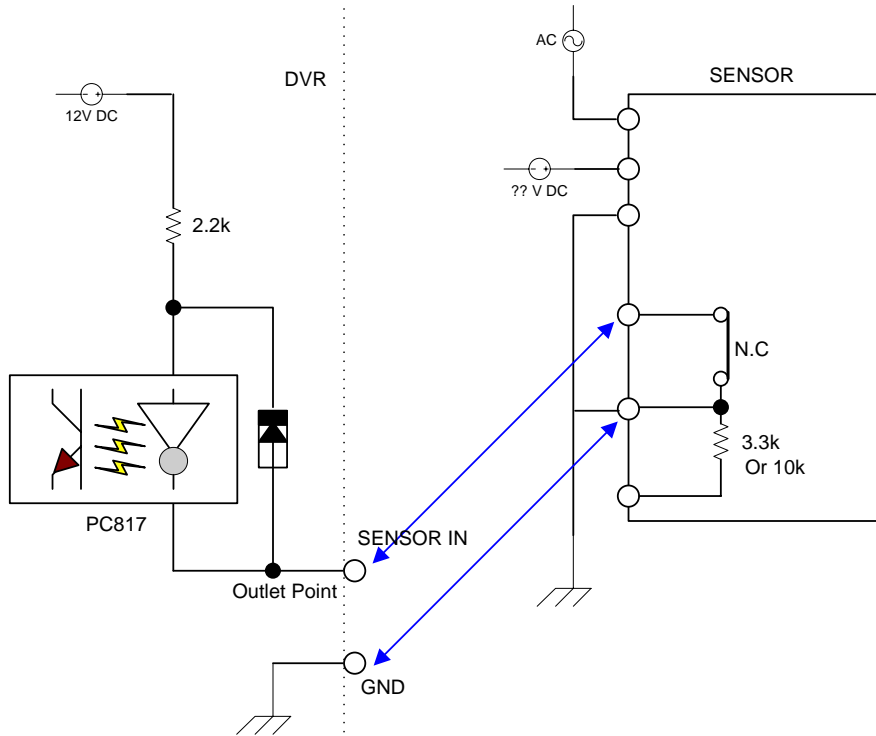 AC
SENSOR
DVR
12V DC
?? V DC
2.2k
N.C
3.3k
Or 10k
PC817
SENSOR IN
Outlet Point
GND